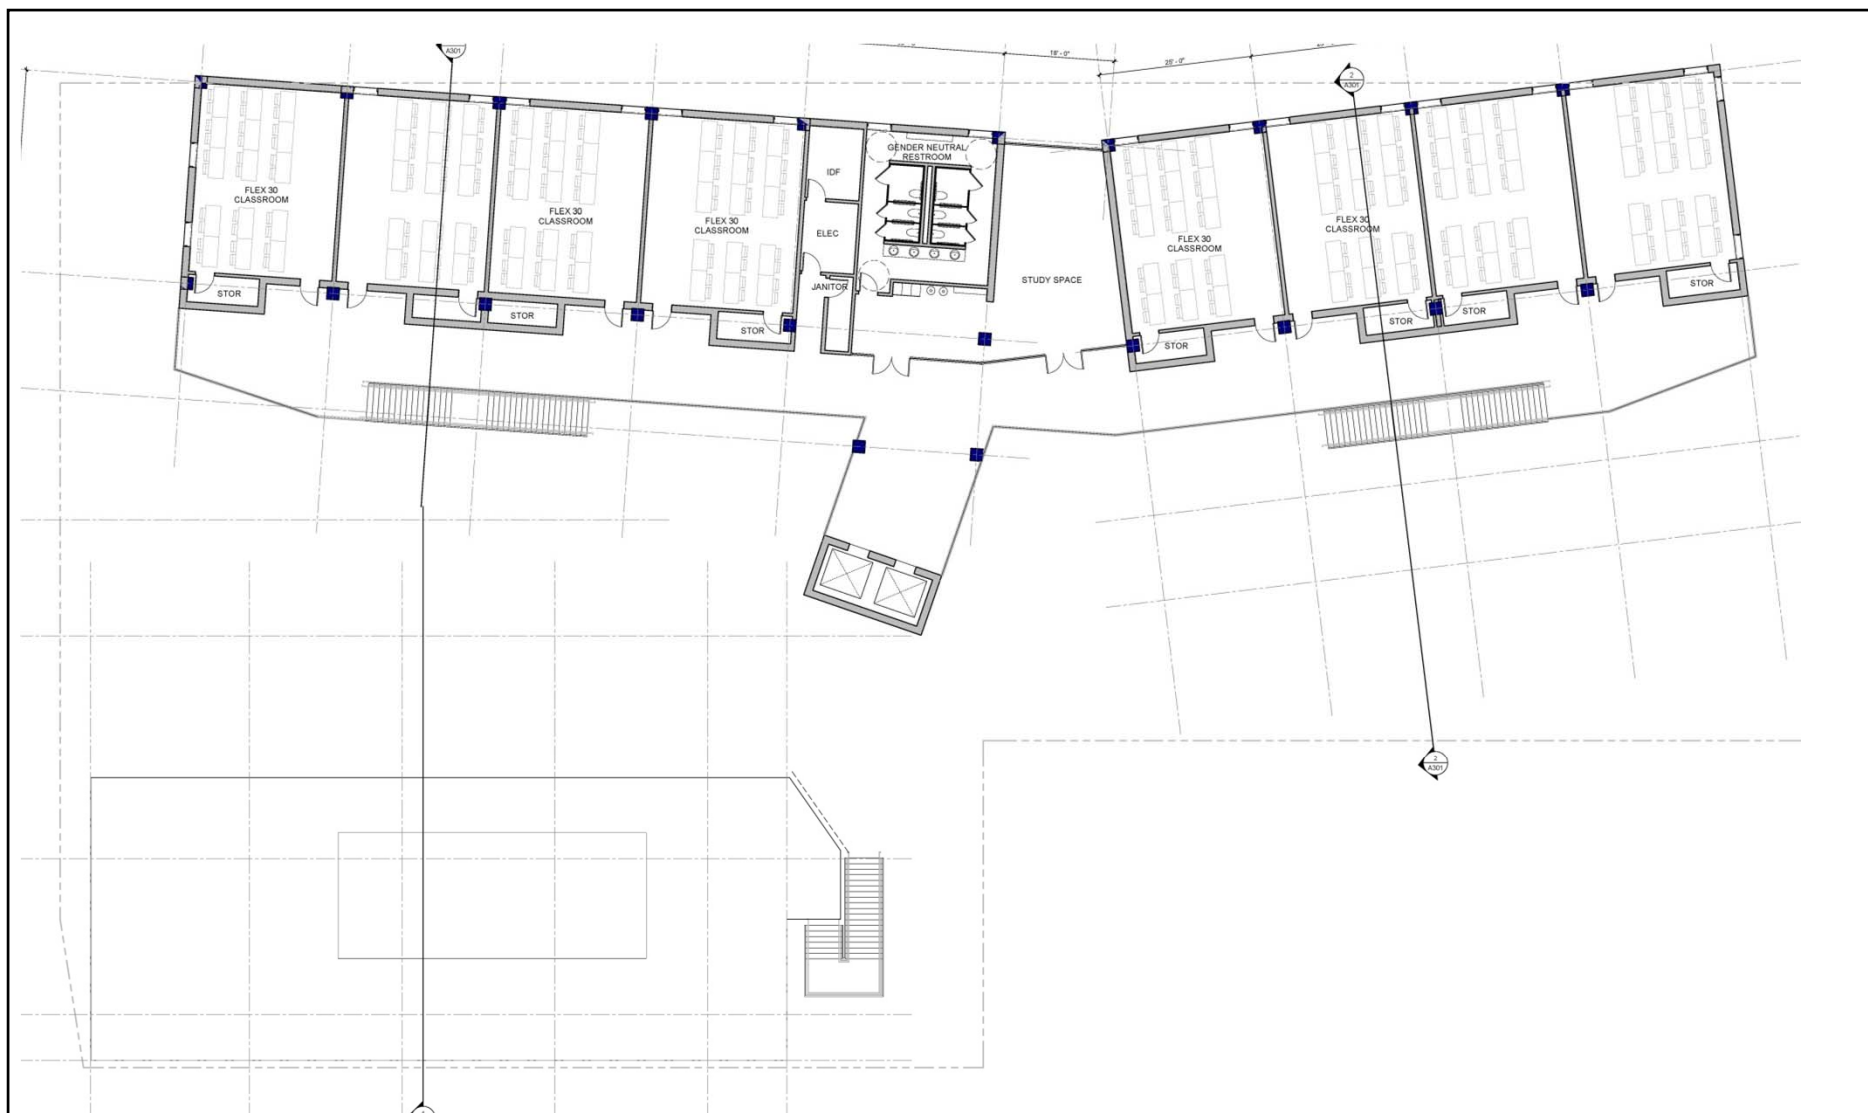 A301
18' - 0"
25' - 0"
2
A301
GENDER NEUTRAL
RESTROOM
IDF
FLEX 30
CLASSROOM
FLEX 30
CLASSROOM
FLEX 30
CLASSROOM
ELEC
FLEX 30
CLASSROOM
FLEX 30
CLASSROOM
STUDY SPACE
JANITOR
STOR
STOR
STOR
STOR
STOR
STOR
STOR
2
A301